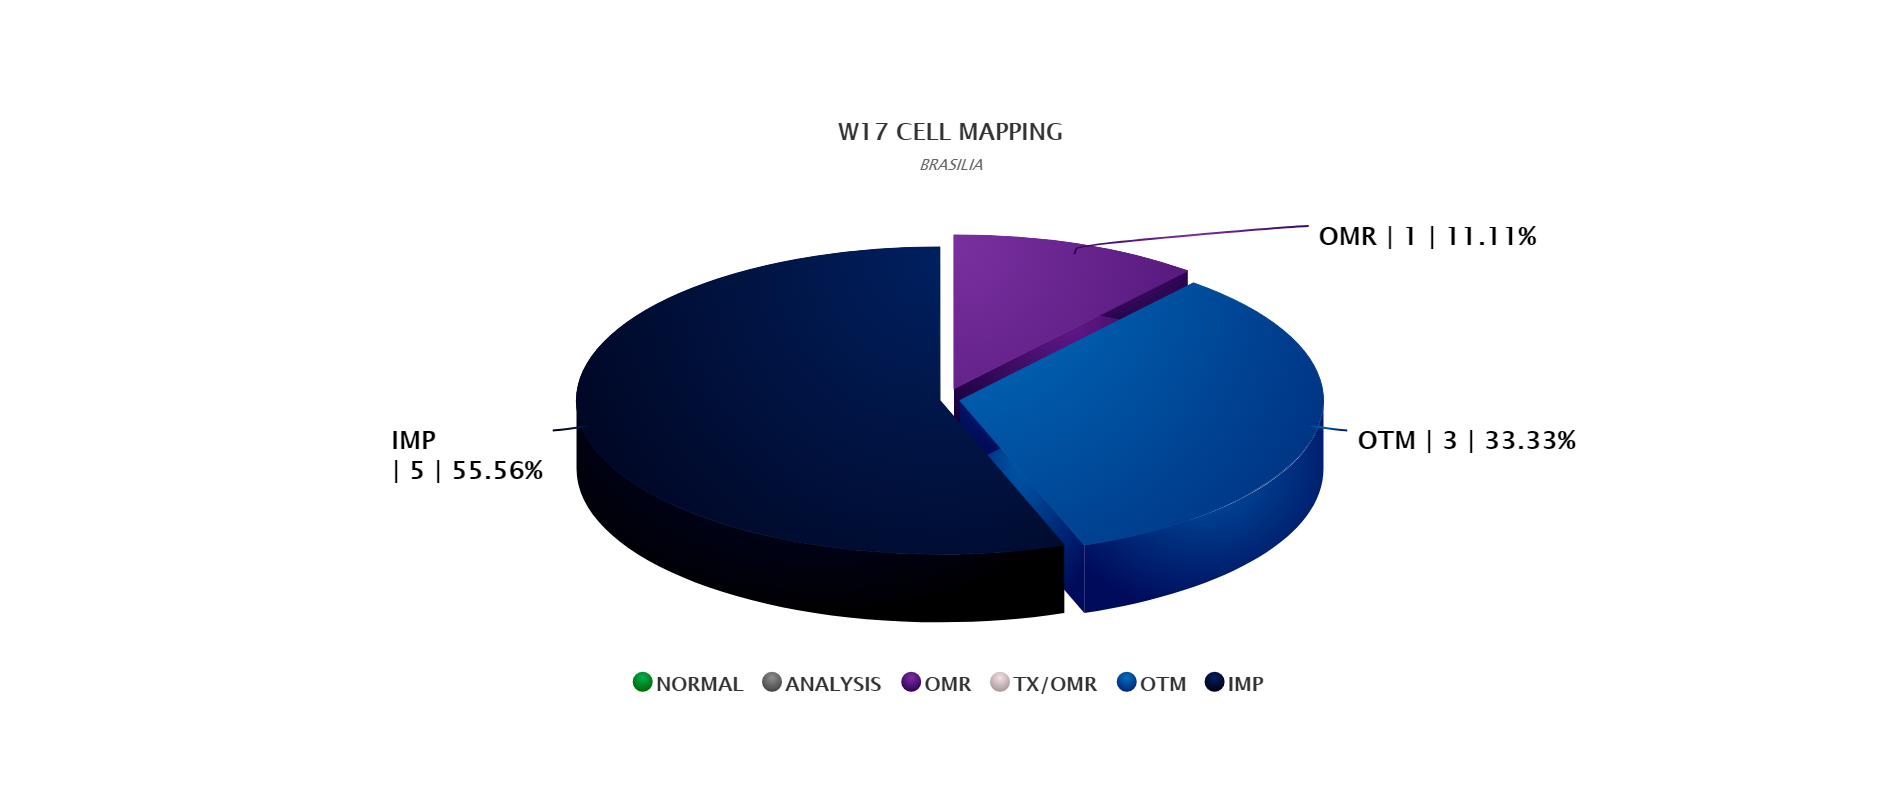 W17 CELL MAPPING
BRASILIA
OMR | 1 | 11.11%
OTM | 3 | 33.33%
IMP
| 5 | 55.56%
NORMAL ANALYSIS OMR TX/OMR OTM IMP